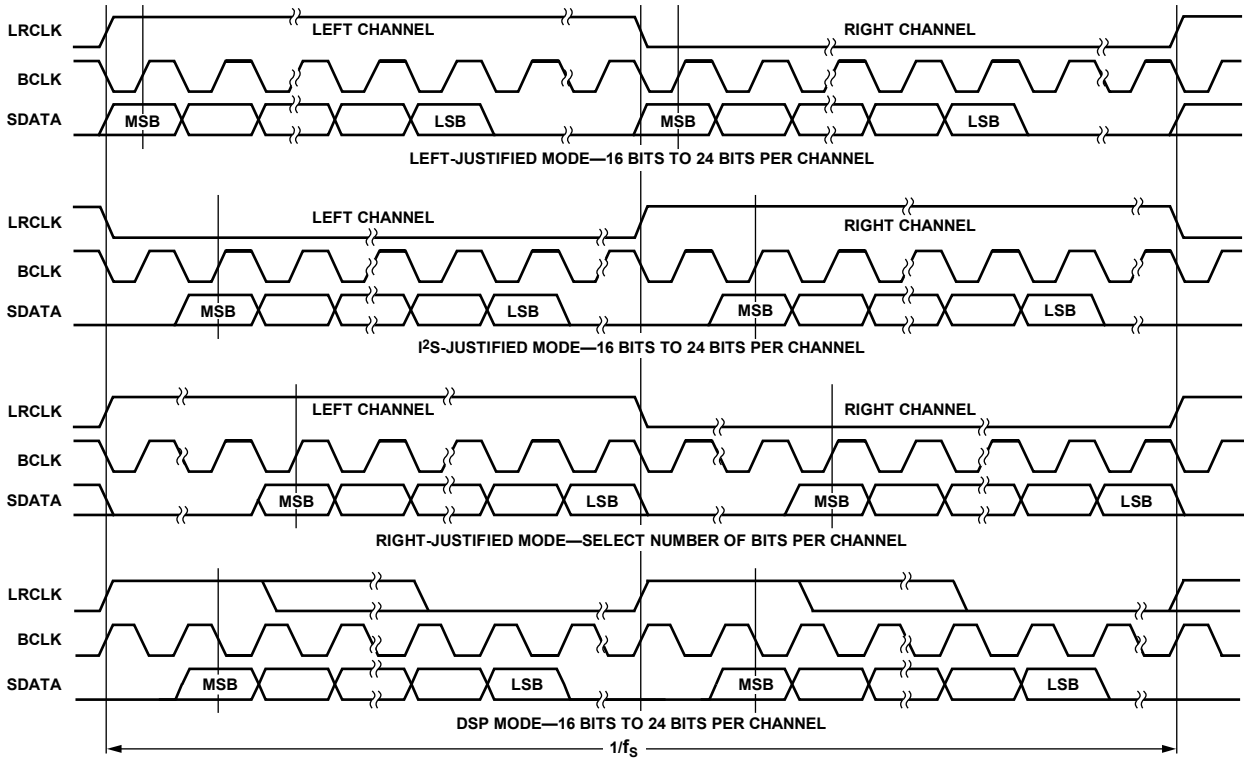 LRCLK
LEFT CHANNEL
RIGHT CHANNEL
BCLK
SDATA
MSB
LSB
MSB
LSB
LEFT-JUSTIFIED MODE—16 BITS TO 24 BITS PER CHANNEL
LRCLK
LEFT CHANNEL
RIGHT CHANNEL
BCLK
SDATA
MSB
LSB
MSB
LSB
I²S-JUSTIFIED MODE—16 BITS TO 24 BITS PER CHANNEL
LRCLK
LEFT CHANNEL
RIGHT CHANNEL
BCLK
SDATA
MSB
LSB
MSB
LSB
RIGHT-JUSTIFIED MODE—SELECT NUMBER OF BITS PER CHANNEL
LRCLK
BCLK
SDATA
MSB
LSB
MSB
LSB
DSP MODE—16 BITS TO 24 BITS PER CHANNEL
1/fS